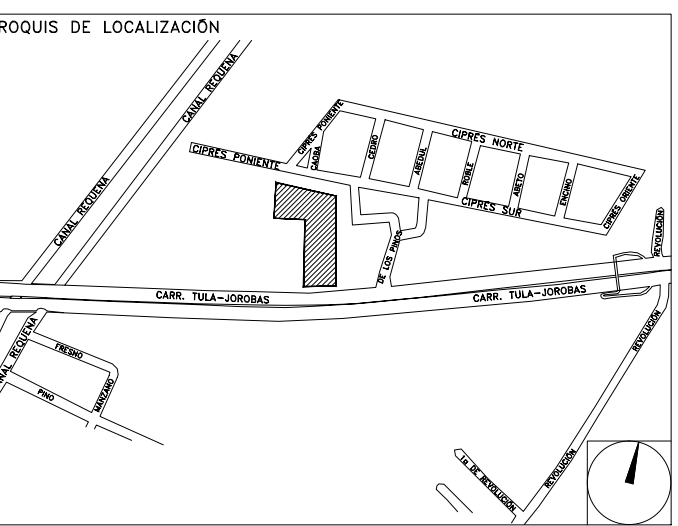 ROQUIS DE LOCALIZACIÓN
CANAL REQUENA
CANAL REQUENA
CIPRES PONIENTE
CIPRES PONIENTE
CAOBA
CEDRO
ABEDUL
CIPRES NORTE
ROBLE
ABETO
ENCINO
CIPRES SUR
CIPRES ORIENTE
REVOLUCIÓN
DE LOS PINOS
CARR. TULA-JOROBAS
CARR. TULA-JOROBAS
NAL REQUENA
FRESNO
PINO
MANZANO
REVOLUCIÓN
REVOLUCIÓN
1a DE REVOLUCIÓN